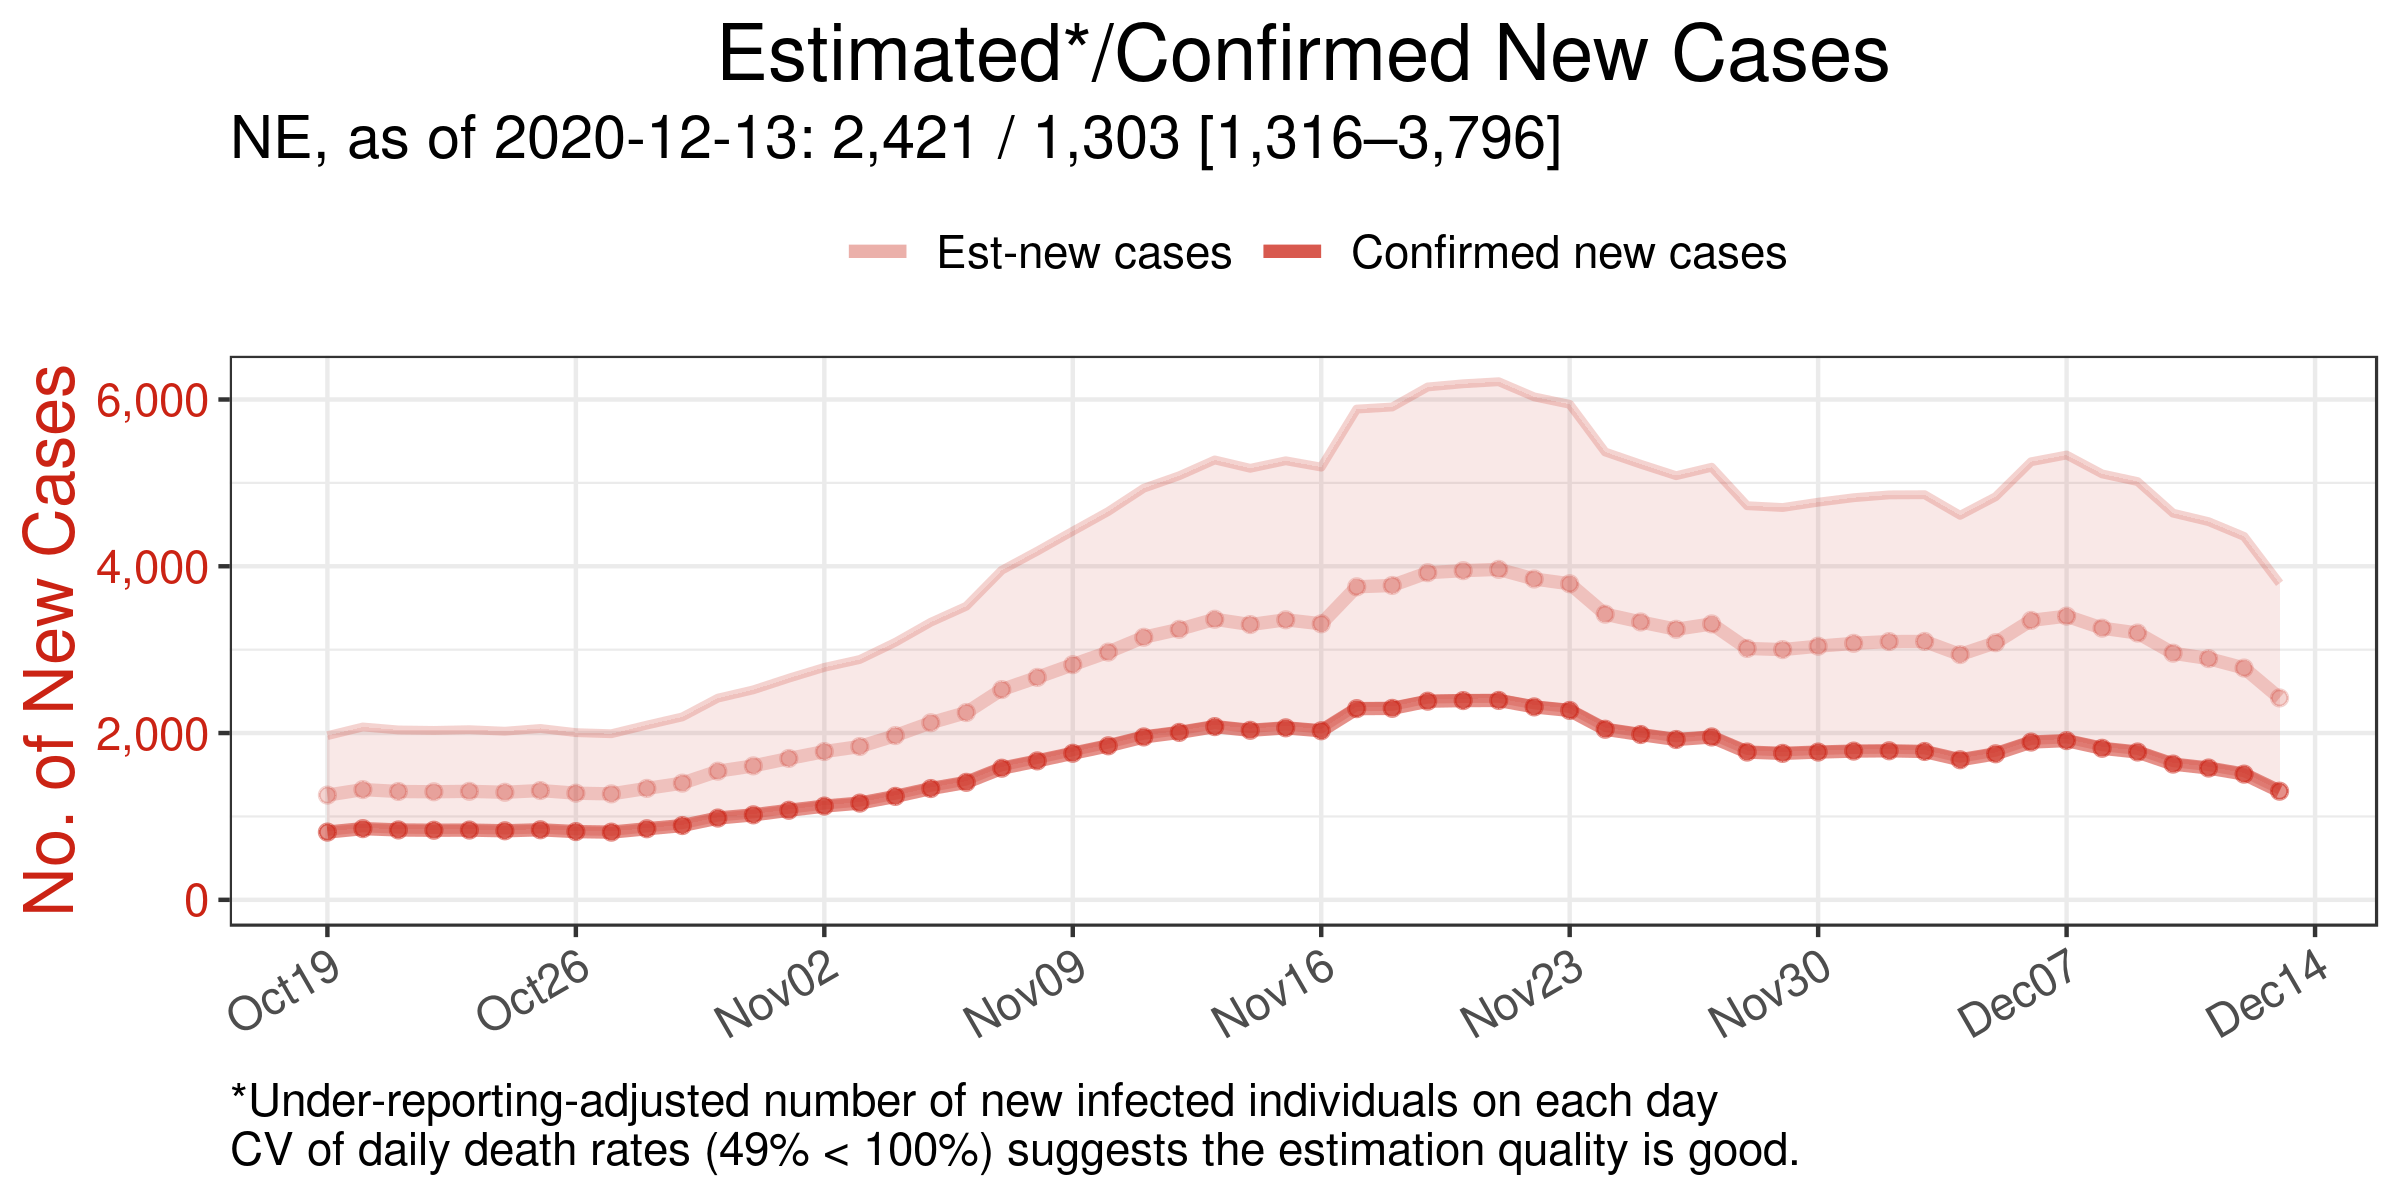 Estimated*/Confirmed New Cases
NE, as of 2020-12-13: 2,421 / 1,303 [1,316–3,796]
Est-new cases
Confirmed new cases
No. of New Cases
6,000
4,000
2,000
0
Oct19
Oct26
Nov02
Nov09
Nov16
Nov23
Nov30
Dec07
Dec14
*Under-reporting-adjusted number of new infected individuals on each day
CV of daily death rates (49% < 100%) suggests the estimation quality is good.